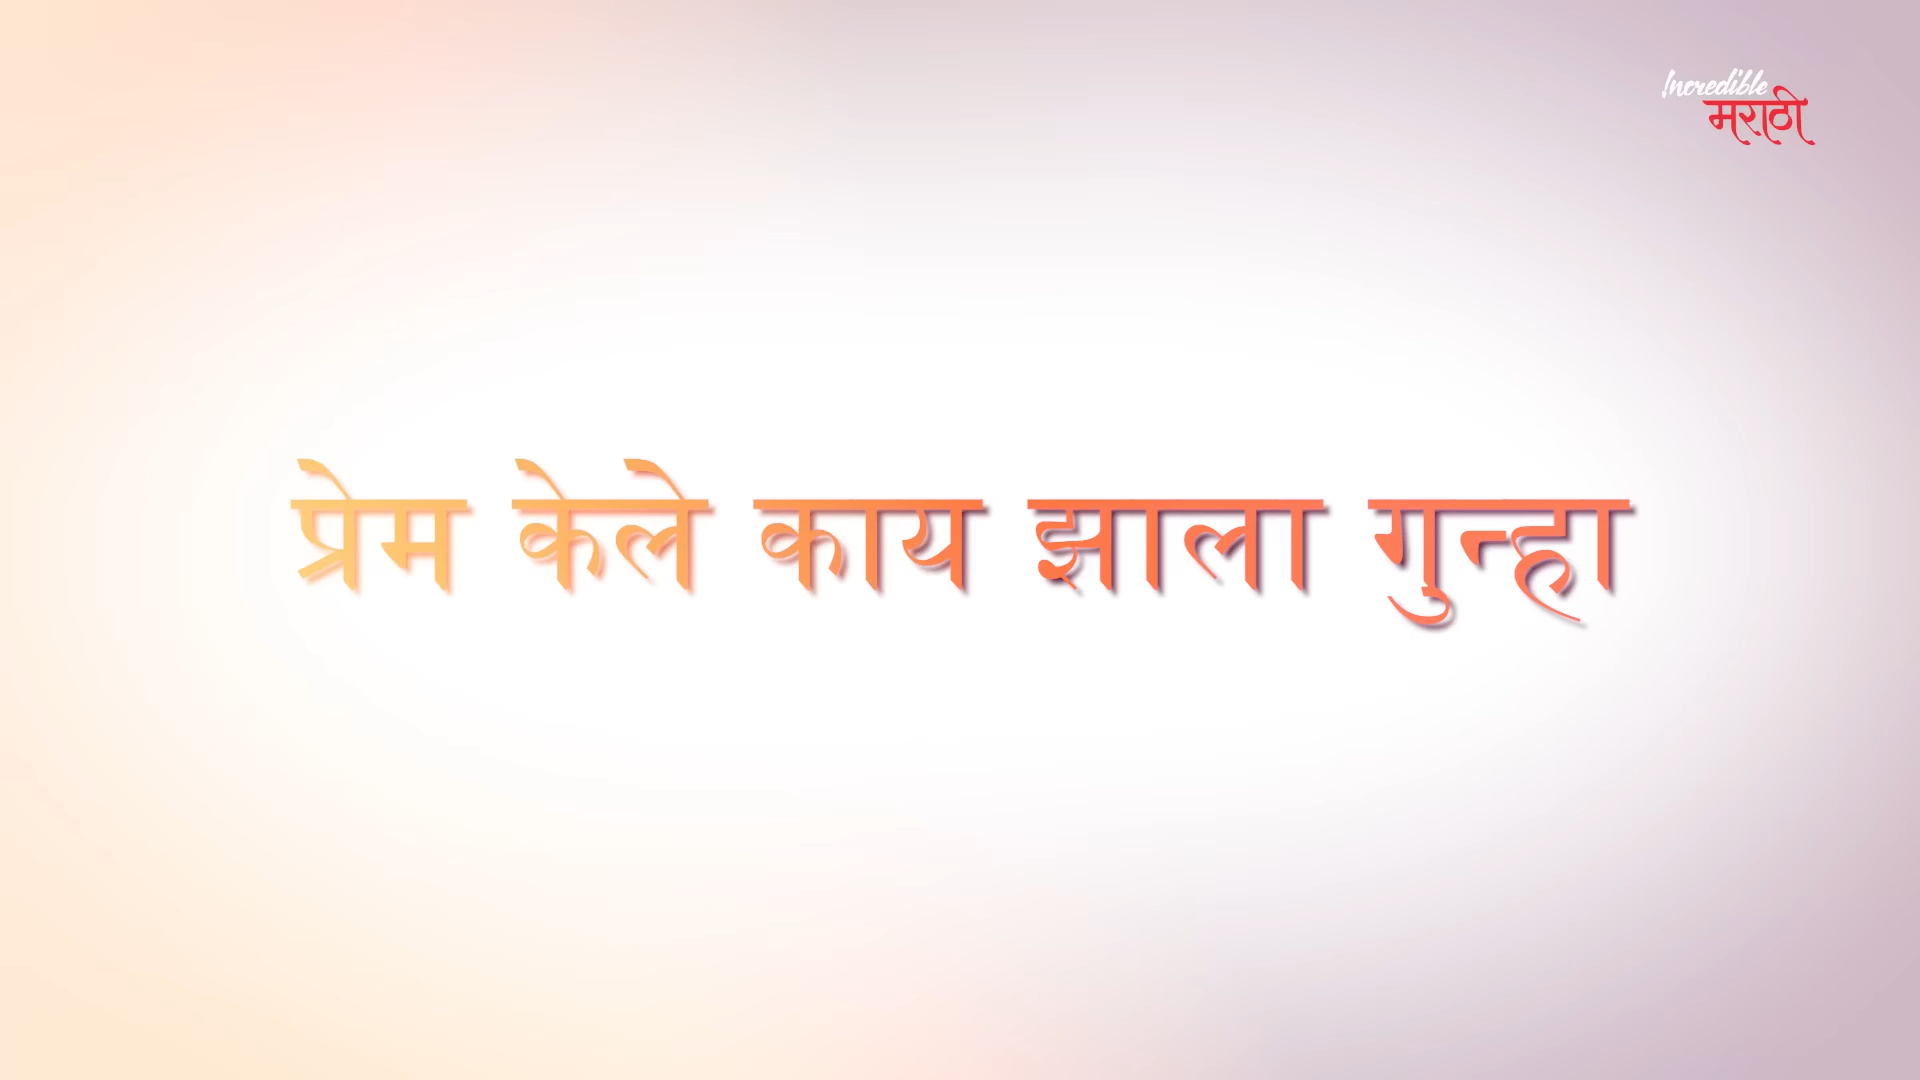 Incredible
मराठी
प्रेम केले काय झाला गुन्हा